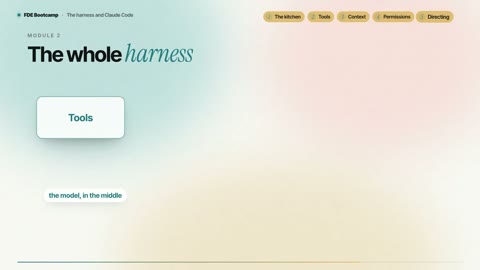 FDE Bootcamp · The harness and Claude Code
The kitchen
Tools
Context
Permissions
Directing
MODULE 2
The whole harness
Tools
the model, in the middle